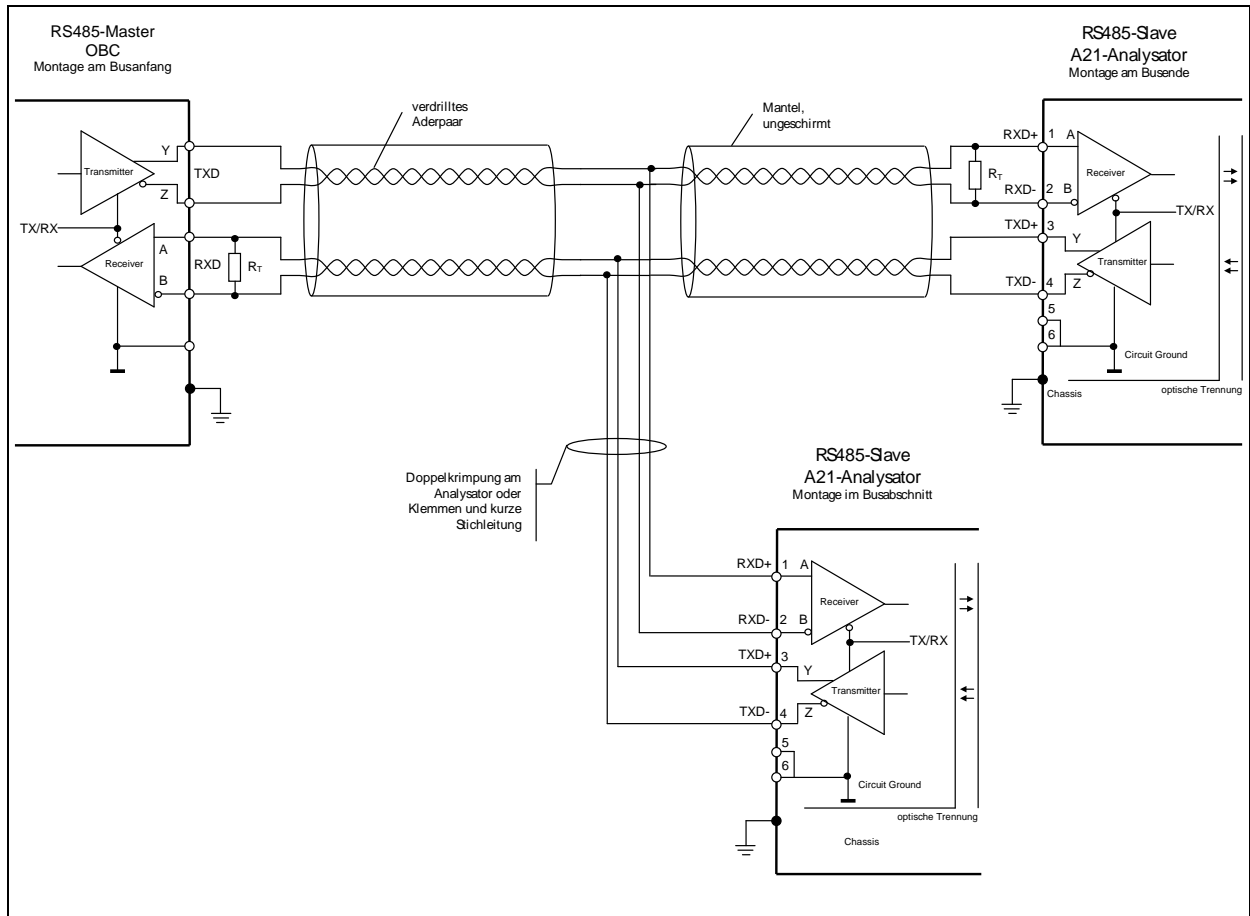 RS485-Master
OBC
Montage am Busanfang
RS485-Slave
A21-Analysator
Montage am Busende
verdrilltes
Aderpaar
Mantel,
ungeschirmt
Transmitter
Y
Z
TXD
TX/RX
Receiver
A
B
RXD
RT
RXD+
1
A
RT
Receiver
RXD-
2
B
TX/RX
TXD+
3
Y
Transmitter
TXD-
4
Z
5
6
Circuit Ground
Chassis
optische Trennung
Doppelkrimpung am
Analysator oder
Klemmen und kurze
Stichleitung
RS485-Slave
A21-Analysator
Montage im Busabschnitt
RXD+
1
A
Receiver
RXD-
2
B
TX/RX
TXD+
3
Y
Transmitter
TXD-
4
Z
5
6
Circuit Ground
optische Trennung
Chassis